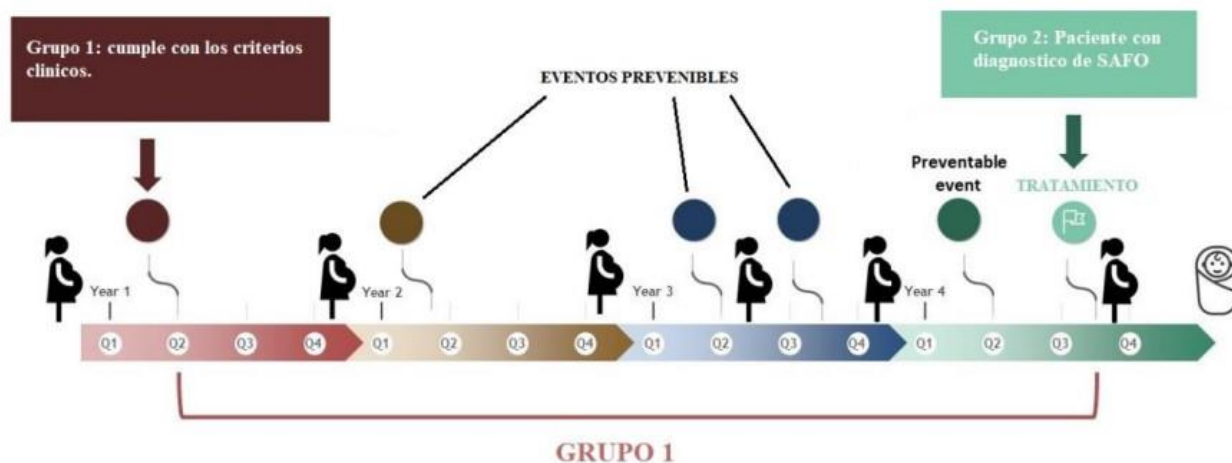 Grupo 1: cumple con los criterios
clínicos.
Grupo 2: Paciente con
diagnostico de SAFO
EVENTOS PREVENIBLES
Preventable
event
TRATAMIENTO
Year 1
Year 2
Year 3
Year 4
Q1 Q2 Q3 Q4 Q1 Q2 Q3 Q4 Q1 Q2 Q3 Q4 Q1 Q2 Q3 Q4
GRUPO 1